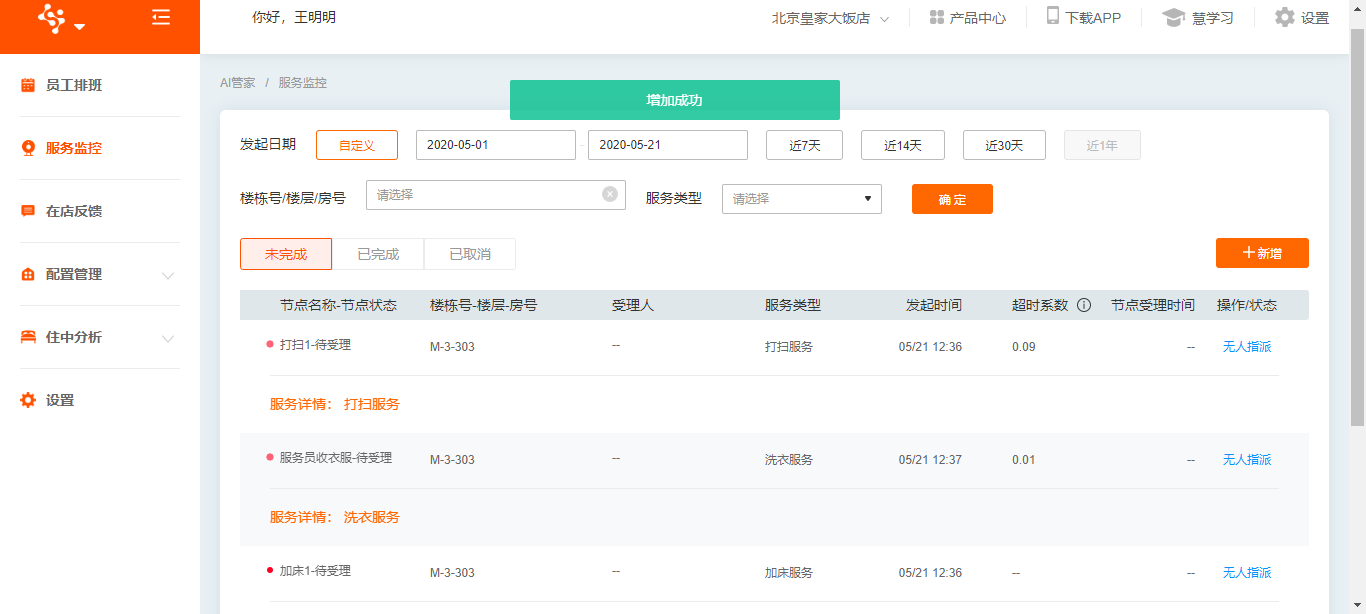 你好，王明明
北京皇家大饭店 产品中心 下载APP 慧学习 设置
员工排班
服务监控
在店反馈
配置管理
住中分析
设置
AI管家 / 服务监控
增加成功
发起日期 自定义 2020-05-01 - 2020-05-21 近7天 近14天 近30天 近1年
楼栋号/楼层/房号 请选择 服务类型 请选择 确 定
未完成 已完成 已取消 新增
节点名称-节点状态 楼栋号-楼层-房号 受理人 服务类型 发起时间 超时系数 节点受理时间 操作/状态
打扫1-待受理 M-3-303 -- 打扫服务 05/21 12:36 0.09 -- 无人指派
服务详情： 打扫服务
服务员收衣服-待受理 M-3-303 -- 洗衣服务 05/21 12:37 0.01 -- 无人指派
服务详情： 洗衣服务
加床1-待受理 M-3-303 -- 加床服务 05/21 12:36 -- -- 无人指派